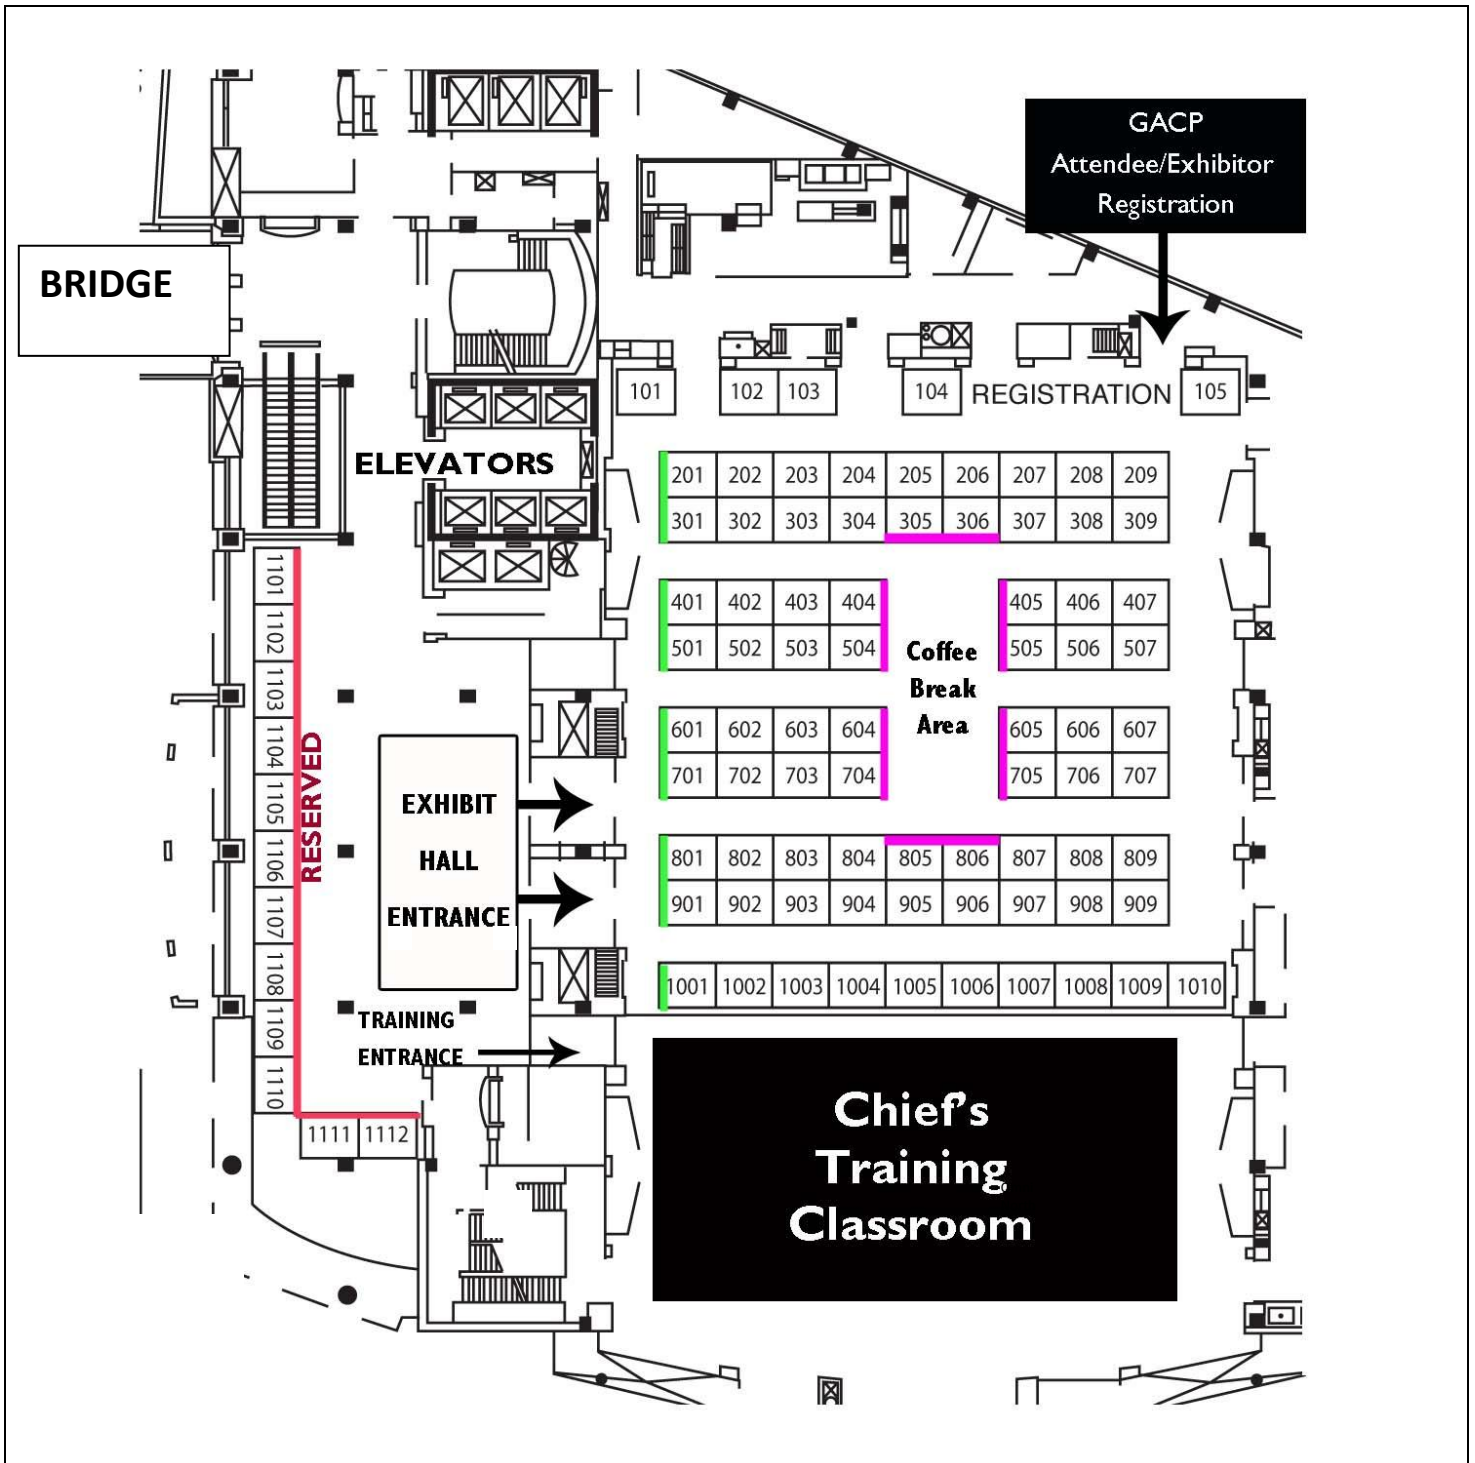 GACP
Attendee/Exhibitor
Registration
BRIDGE
101 102 103 104 REGISTRATION 105
ELEVATORS
201 202 203 204 205 206 207 208 209
301 302 303 304 305 306 307 308 309
401 402 403 404 405 406 407
501 502 503 504 505 506 507
Coffee
Break
Area
601 602 603 604 605 606 607
701 702 703 704 705 706 707
801 802 803 804 805 806 807 808 809
901 902 903 904 905 906 907 908 909
1001 1002 1003 1004 1005 1006 1007 1008 1009 1010
1101
1102
1103
1104
1105
1106
1107
1108
1109
1110
RESERVED
1111 1112
EXHIBIT
HALL
ENTRANCE
TRAINING
ENTRANCE
Chief's
Training
Classroom